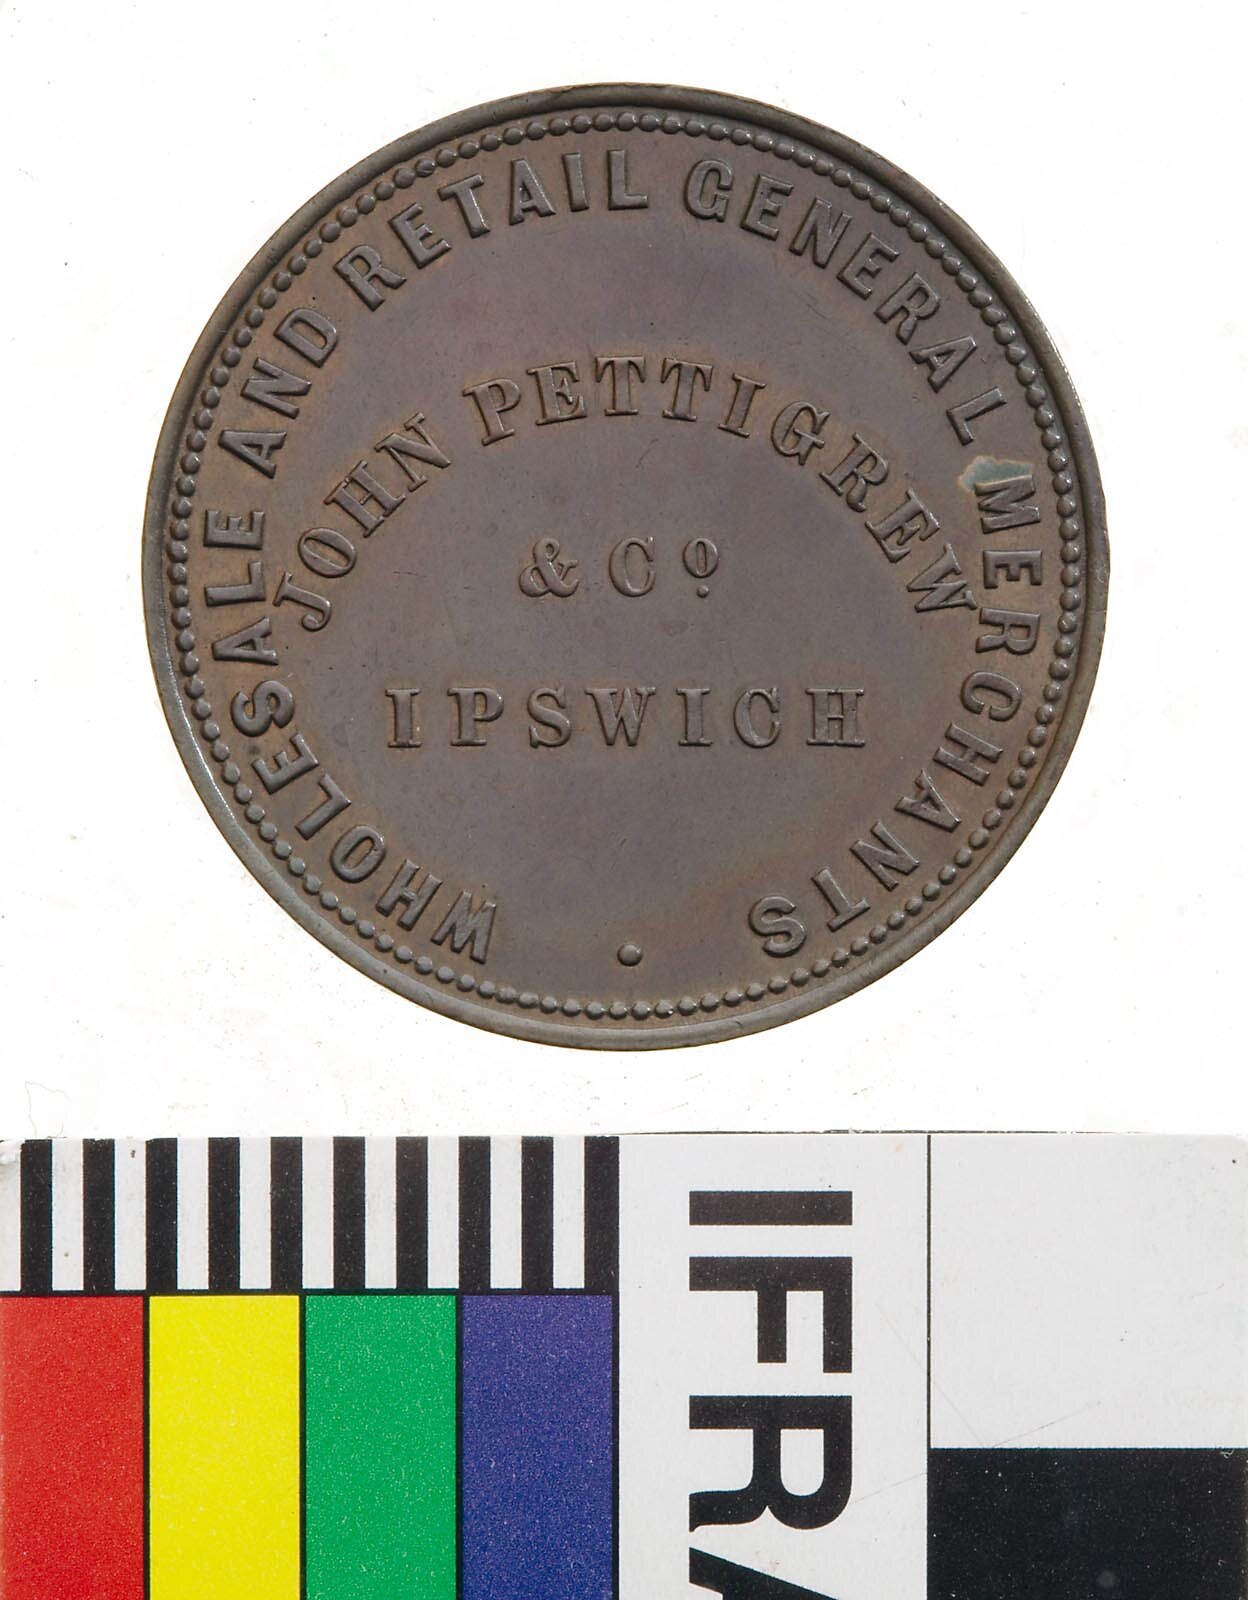 WHOLESALE AND RETAIL GENERAL MERCHANTS
JOHN PETTIGREW
& Cº
IPSWICH
IFRA